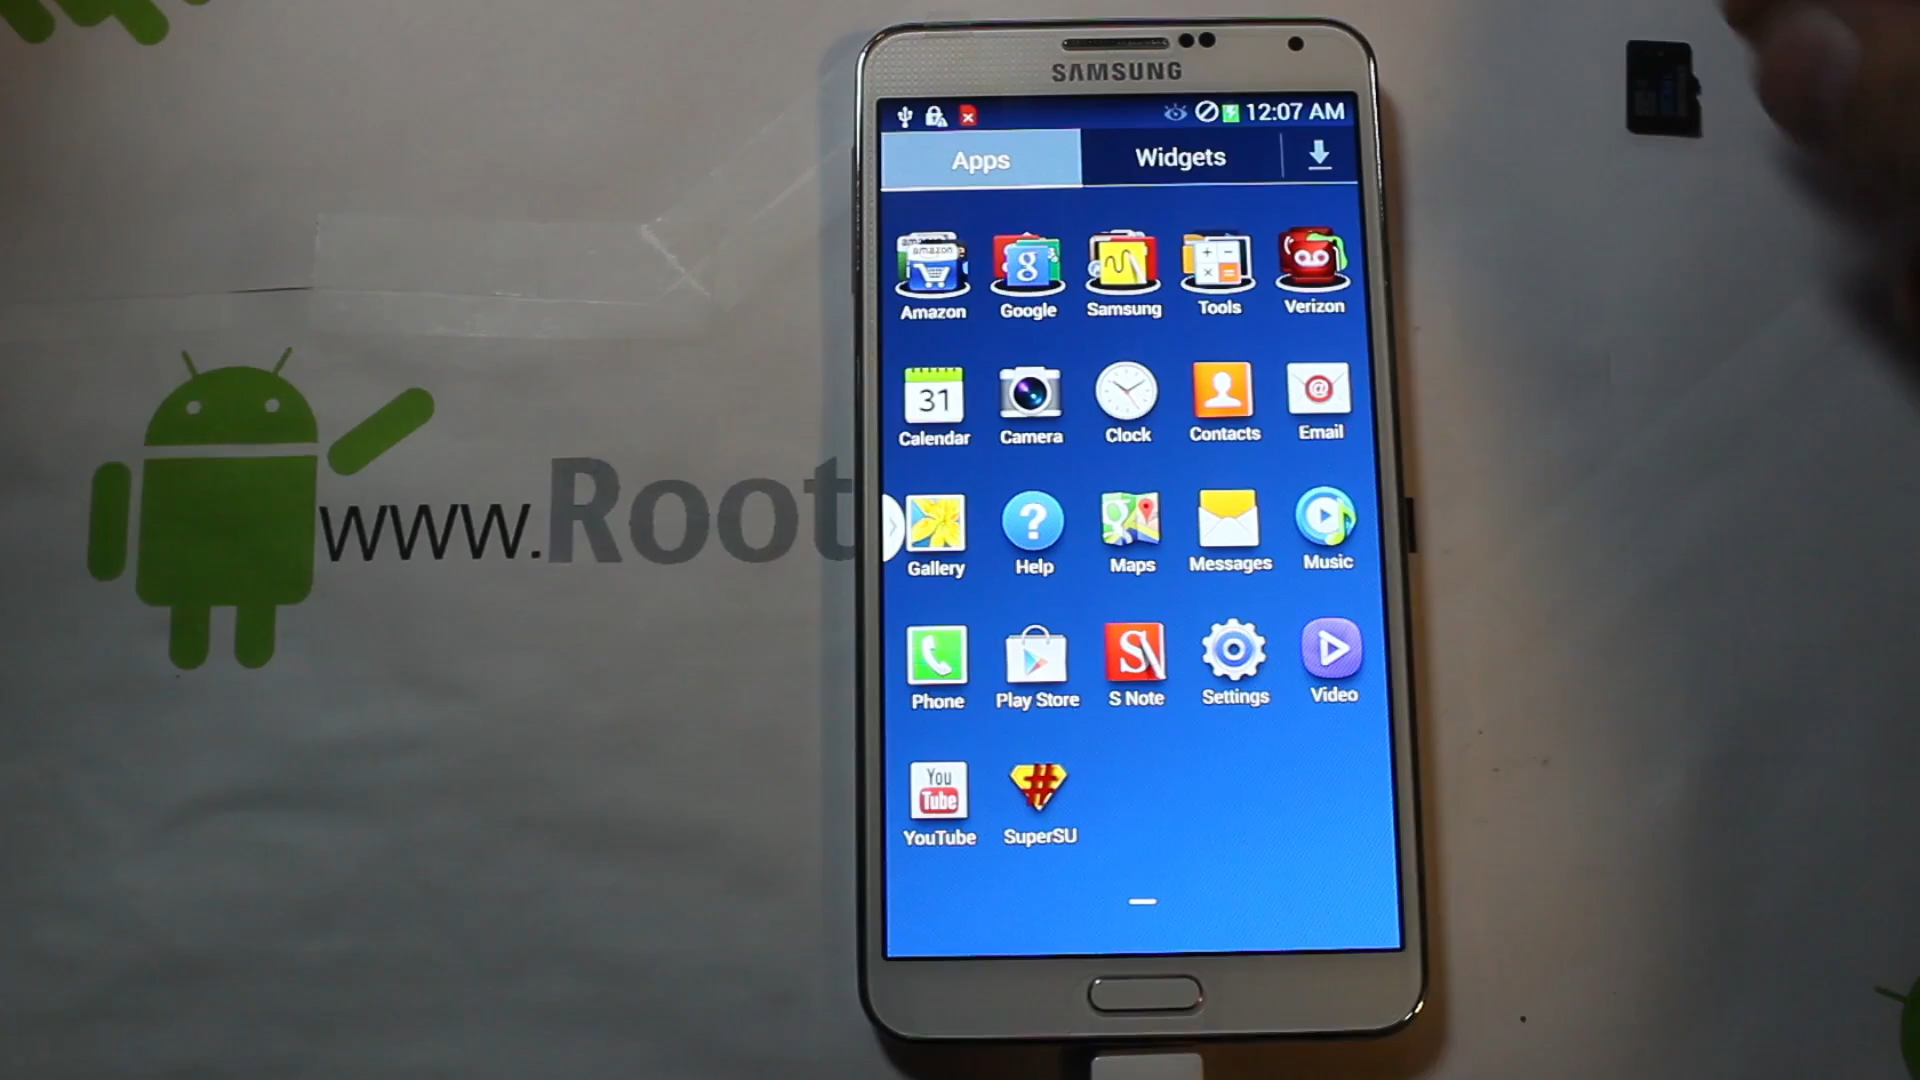 SAMSUNG
12:07 AM
Apps Widgets
amazon
g
Amazon Google Samsung Tools Verizon
31
@
Calendar Camera Clock Contacts Email
www.Root
g
?
Gallery Help Maps Messages Music
S
Phone Play Store S Note Settings Video
You
Tube
#
YouTube SuperSU